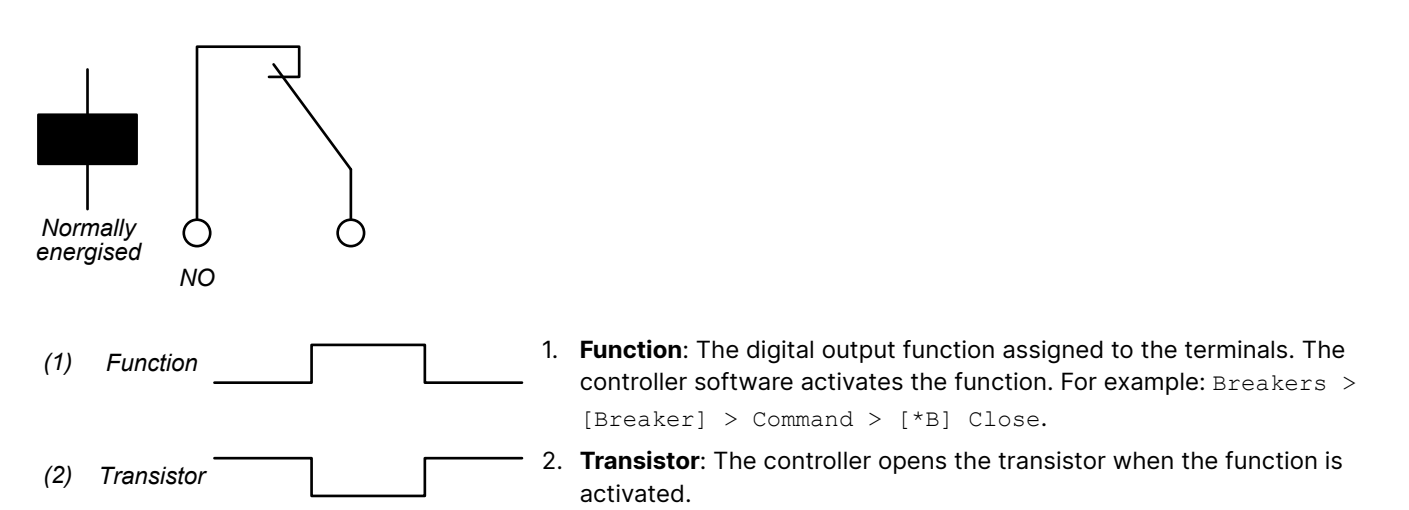 Normally
energised
NO
(1) Function
1. Function: The digital output function assigned to the terminals. The
controller software activates the function. For example: Breakers >
[Breaker] > Command > [*B] Close.
(2) Transistor
2. Transistor: The controller opens the transistor when the function is
activated.